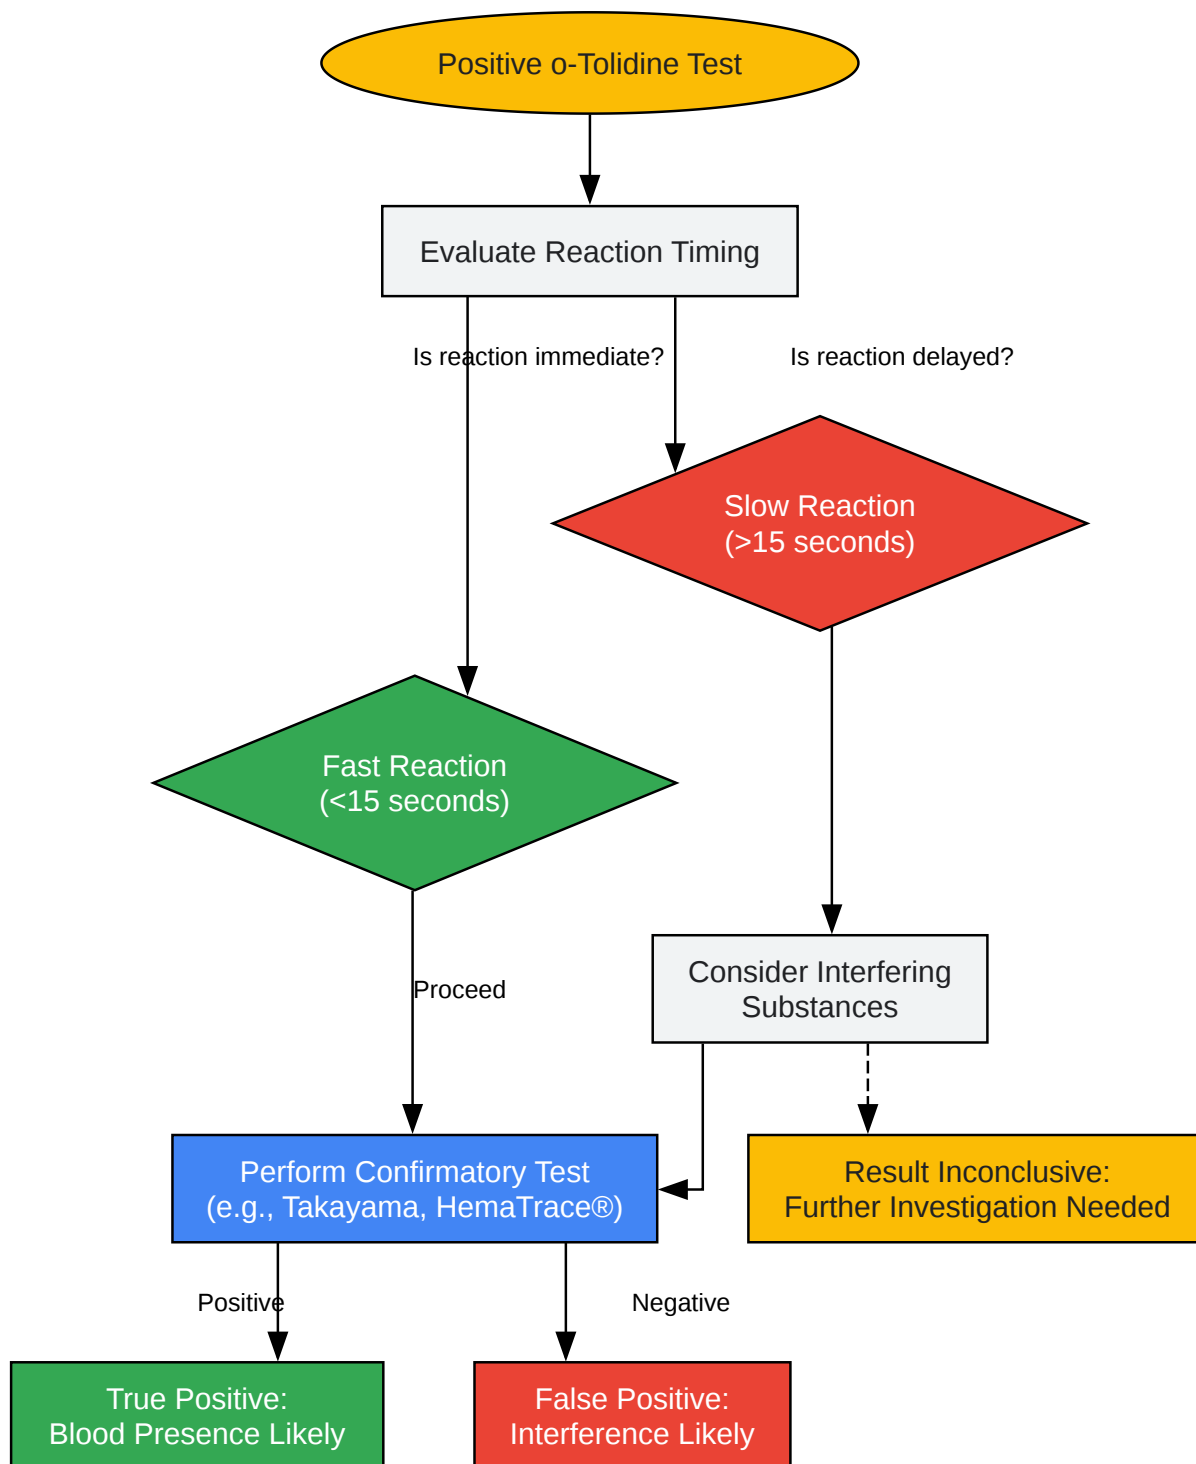 Positive o-Tolidine Test
Evaluate Reaction Timing
Is reaction immediate?
Is reaction delayed?
Slow Reaction
(>15 seconds)
Fast Reaction
(<15 seconds)
Consider Interfering
Substances
Proceed
Perform Confirmatory Test
(e.g., Takayama, HemaTrace®)
Result Inconclusive:
Further Investigation Needed
Positive
Negative
True Positive:
Blood Presence Likely
False Positive:
Interference Likely